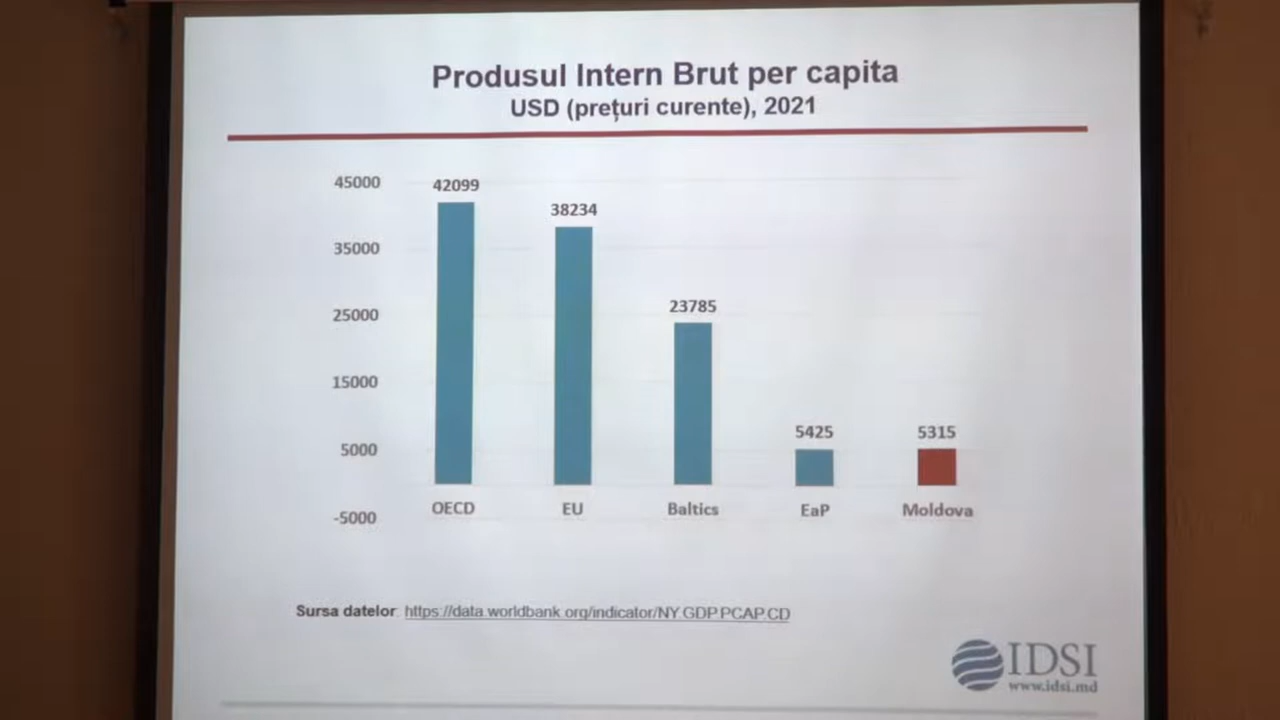 Produsul Intern Brut per capita
USD (prețuri curente), 2021
45000
35000
25000
15000
5000
-5000
42099
38234
23785
5425
5315
OECD EU Baltics EaP Moldova
Sursa datelor: https://data.worldbank.org/indicator/NY.GDP.PCAP.CD
IDSI
www.idsi.md